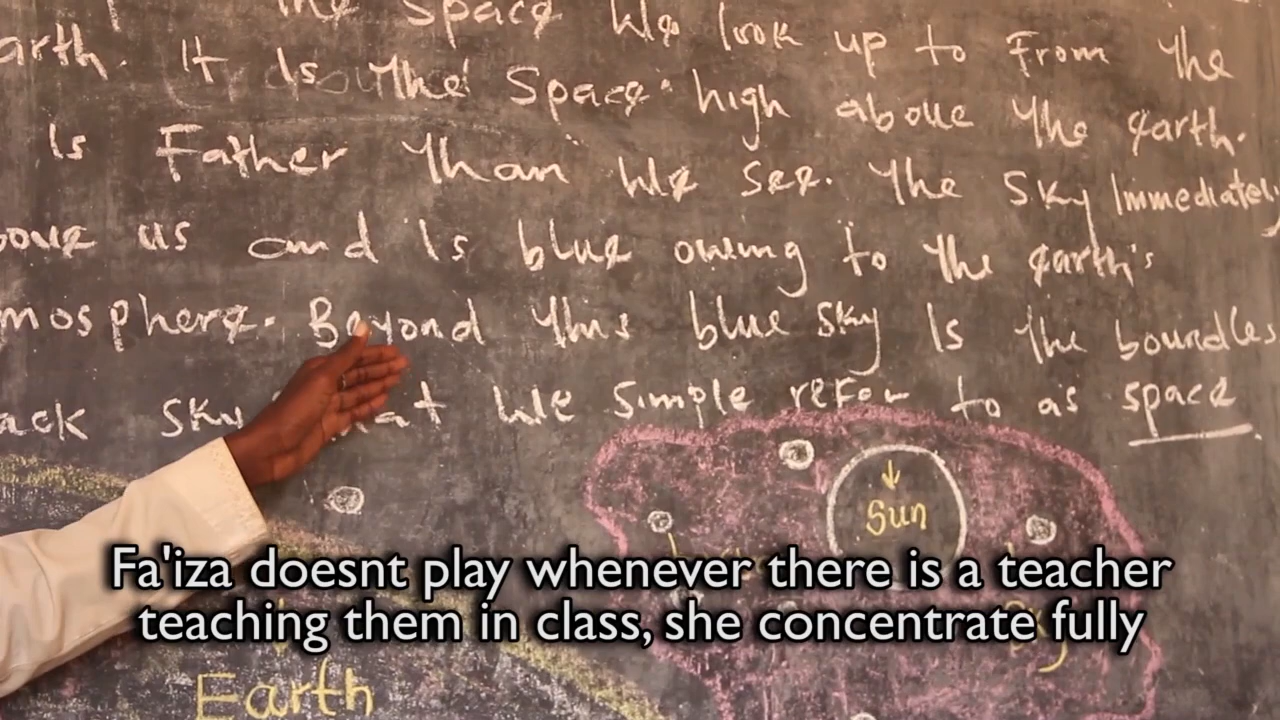 The space we look up to From the
arth. It Is The Space high above The Earth.
Is Father Than We See. The Sky Immediatel
bove us and Is blue owing to The Earth's
mosphere. Beyond This blue sky Is The boundles
ack sky that We Simple refer to as space
Sun
Fa'iza doesnt play whenever there is a teacher
teaching them in class, she concentrate fully
Earth